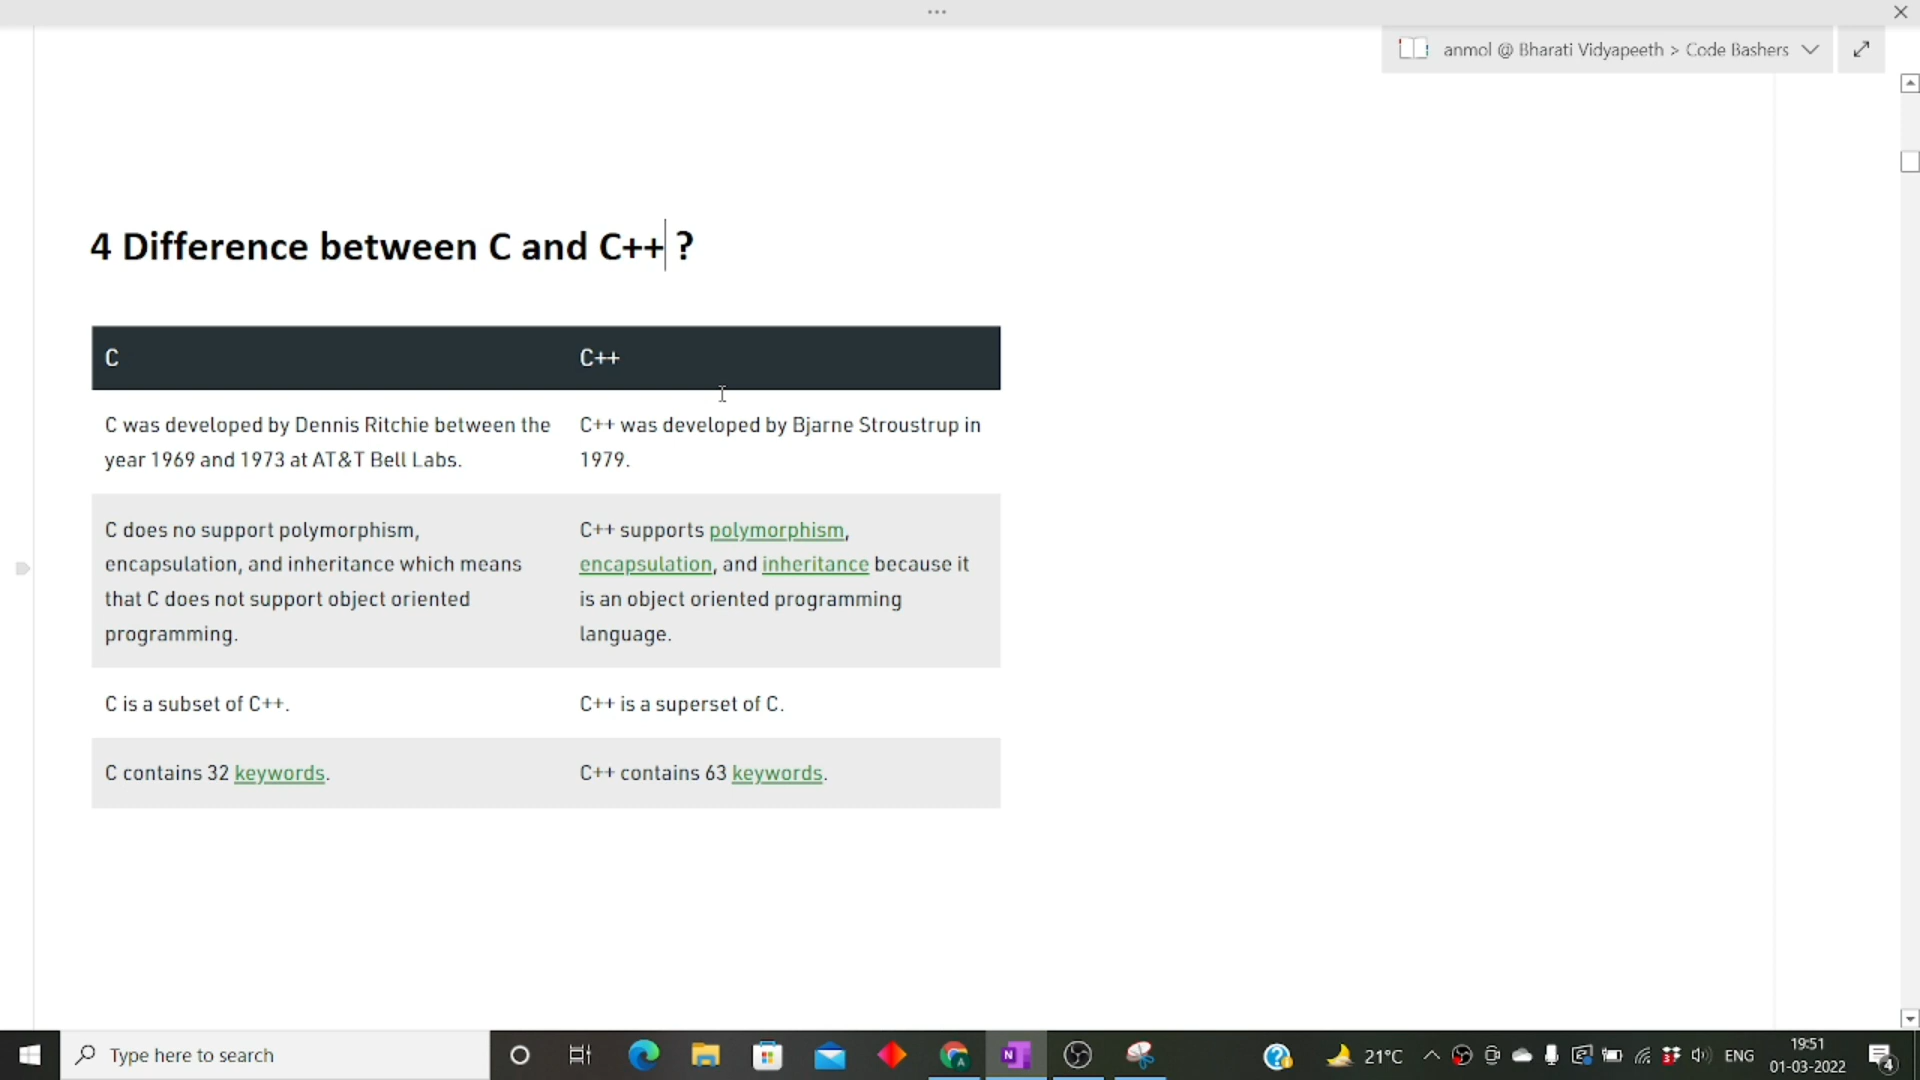 anmol @ Bharati Vidyapeeth > Code Bashers
4 Difference between C and C++ ?
C C++
C was developed by Dennis Ritchie between the
year 1969 and 1973 at AT&T Bell Labs.
C++ was developed by Bjarne Stroustrup in
1979.
C does no support polymorphism,
encapsulation, and inheritance which means
that C does not support object oriented
programming.
C++ supports polymorphism,
encapsulation, and inheritance because it
is an object oriented programming
language.
C is a subset of C++.
C++ is a superset of C.
C contains 32 keywords.
C++ contains 63 keywords.
Type here to search
21°C
ENG
19:51
01-03-2022
4